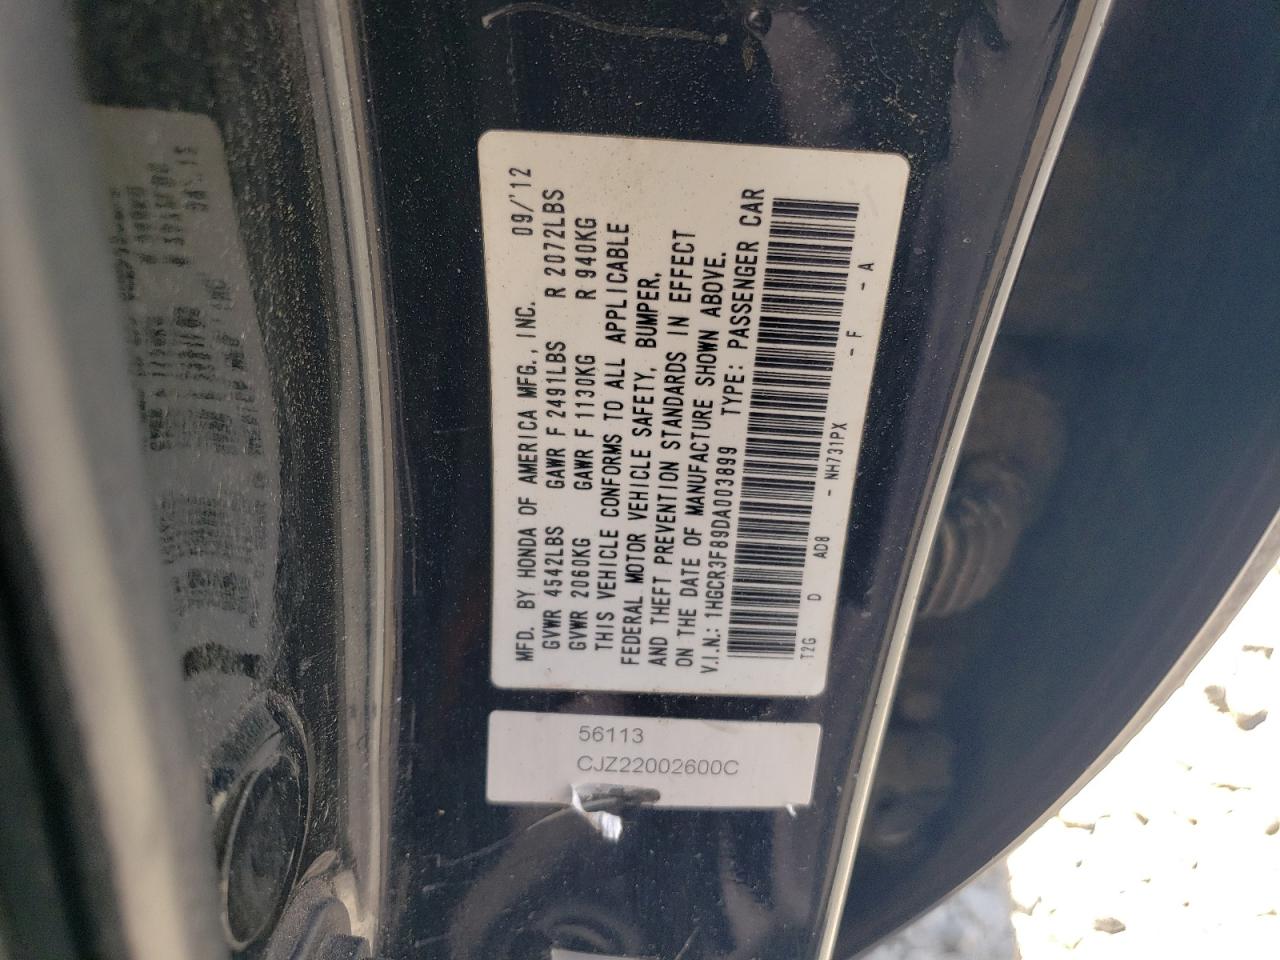 MFD. BY HONDA OF AMERICA MFG., INC. 09/'12
GVWR 4542LBS GAWR F 2491LBS R 2072LBS
GVWR 2060KG GAWR F 1130KG R 940KG
THIS VEHICLE CONFORMS TO ALL APPLICABLE
FEDERAL MOTOR VEHICLE SAFETY, BUMPER,
AND THEFT PREVENTION STANDARDS IN EFFECT
ON THE DATE OF MANUFACTURE SHOWN ABOVE.
V.I.N.: 1HGCR3F89DA003899 TYPE: PASSENGER CAR
T2G D AD8 - NH731PX - F - A
56113
CJZ22002600C